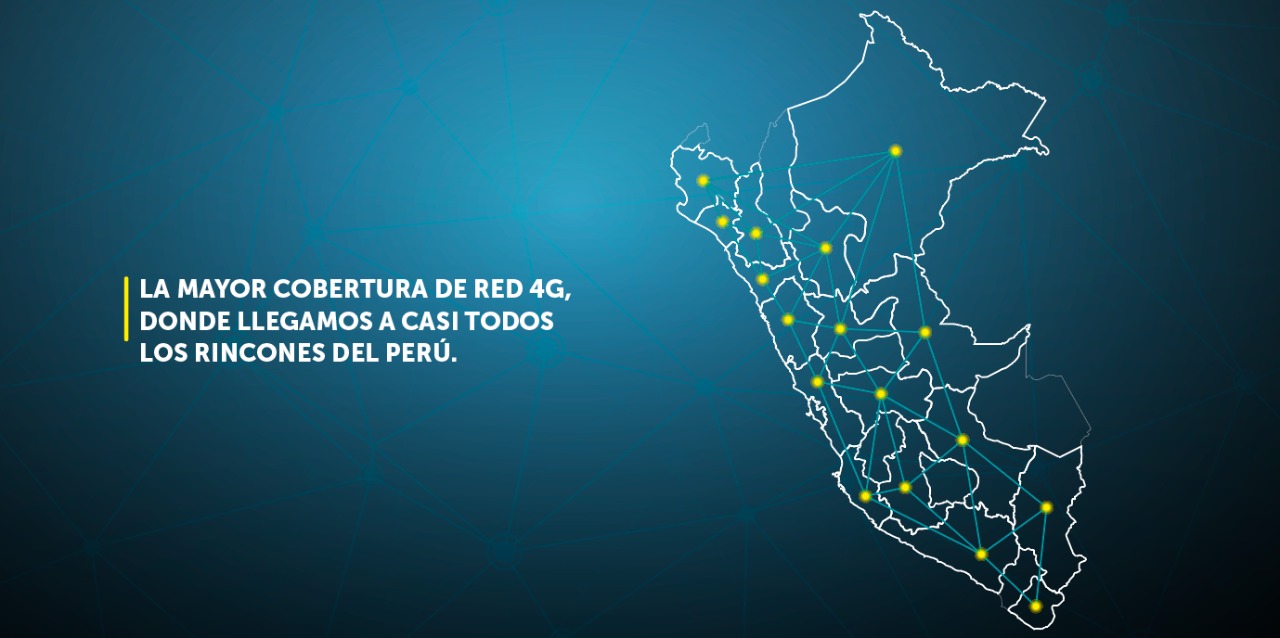 LA MAYOR COBERTURA DE RED 4G,
DONDE LLEGAMOS A CASI TODOS
LOS RINCONES DEL PERÚ.